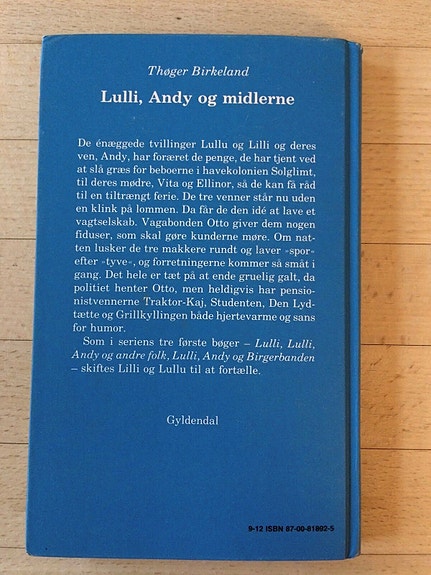 Thøger Birkeland
Lulli, Andy og midlerne
De énæggede tvillinger Lullu og Lilli og deres
ven, Andy, har foræret de penge, de har tjent ved
at slå græs for beboerne i havekolonien Solglimt,
til deres mødre, Vita og Ellinor, så de kan få råd
til en tiltrængt ferie. De tre venner står nu uden
en klink på lommen. Da får de den idé at lave et
vagtselskab. Vagabonden Otto giver dem nogen
fiduser, som skal gøre kunderne møre. Om nat-
ten lusker de tre makkere rundt og laver »spor«
efter »tyve«, og forretningerne kommer så småt i
gang. Det hele er tæt på at ende gruelig galt, da
politiet henter Otto, men heldigvis har pensio-
nistvennerne Traktor-Kaj, Studenten, Den Lyd-
tætte og Grillkyllingen både hjertevarme og sans
for humor.
Som i seriens tre første bøger – Lulli, Lulli,
Andy og andre folk, Lulli, Andy og Birgerbanden
– skiftes Lilli og Lullu til at fortælle.
Gyldendal
9-12 ISBN 87-00-81992-5